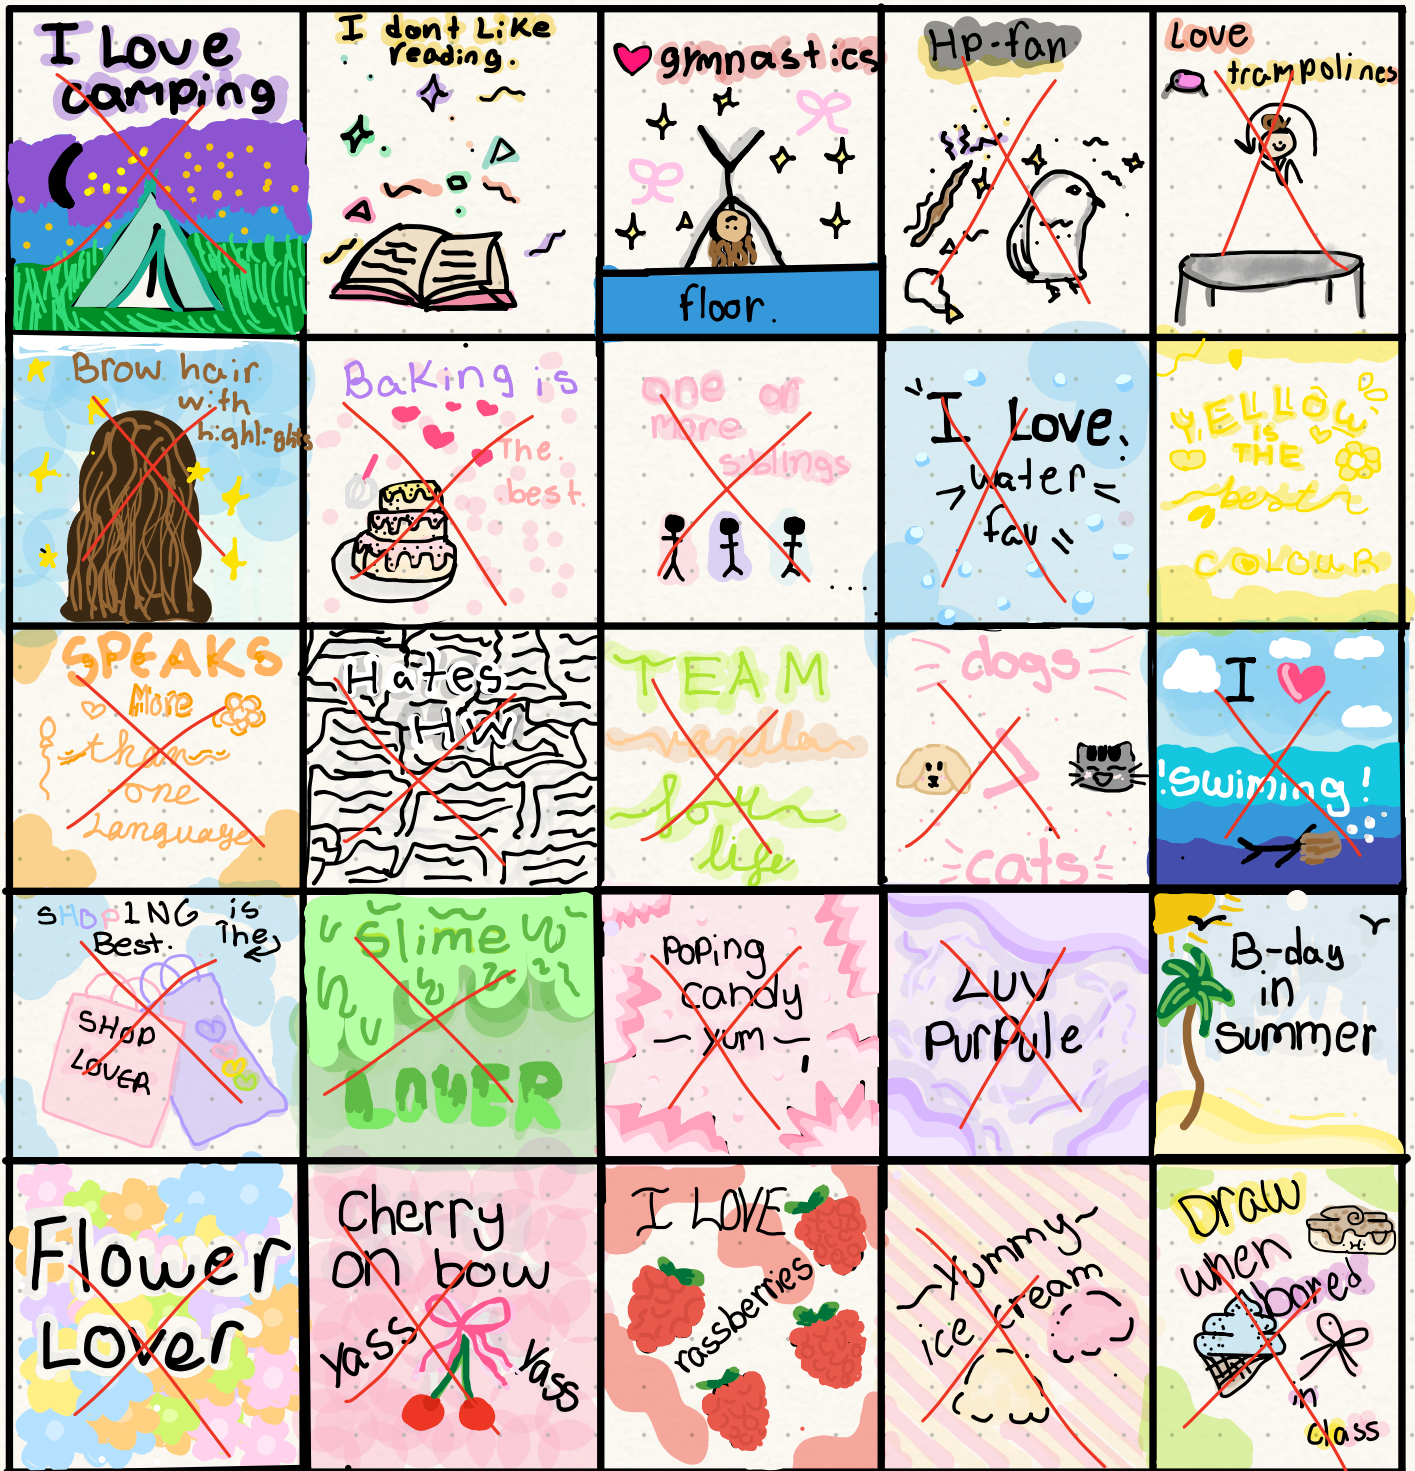 I Love
camping
I dont Like
reading.
gymnastics
floor.
Hp-fan
Love
trampolines
Brow hair
with
highlights
Baking is
The.
best.
one or
more
siblings
I Love.
water
fav
YELLOW
is
THE
best
COLOUR
SPEAKS
More
than
one
Language
Hates
HW
TEAM
vanilla
four
life
dogs
>
cats
I
!Swiming!
SHOPING is
Best. The
SHOP
LOVER
Slime
LOVER
Poping
candy
~ yum ~
LUV
PurPule
B-day
in
summer
Flower
Lover
Cherry
on bow
Yass
Yass
I LOVE
rassberries
~Yummy~
ice cream
Draw
when
bored
in
class